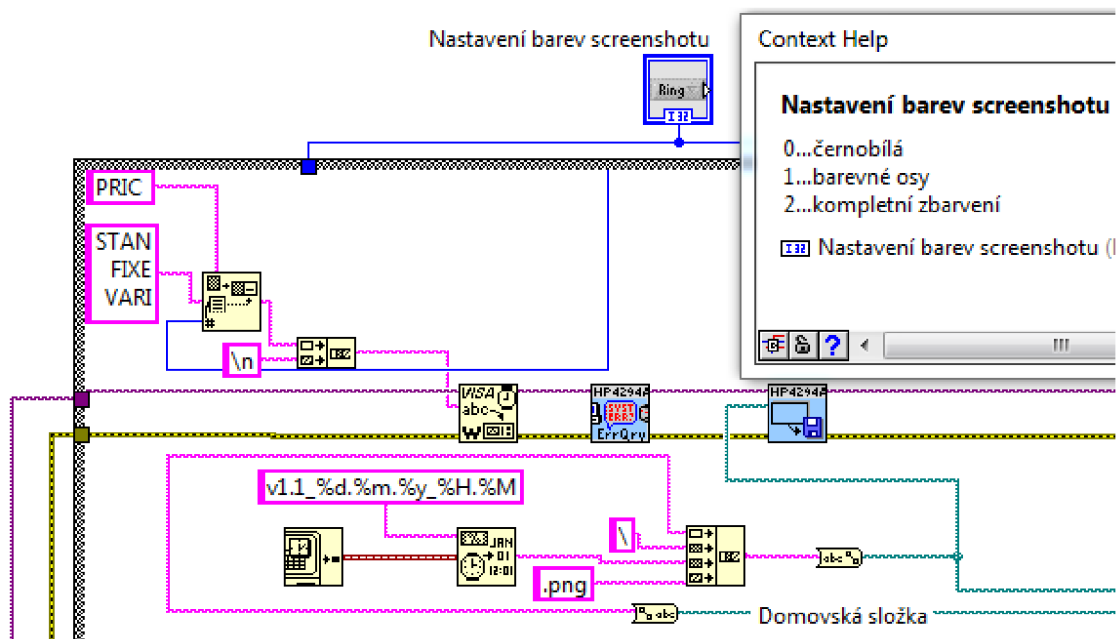 Nastavení barev screenshotu
Context Help
Ring
I32
Nastavení barev screenshotu
0...černobílá
1...barevné osy
2...kompletní zbarvení
I32 Nastavení barev screenshotu (
PRIC
STAN
FIXE
VARI
#
\n
?
VISA
abc
W
HP4294A
SYST
ERR?
ErrQry
HP4294A
v1.1_%d.%m.%y_%H.%M
JAN
01
12:01
\
.png
abc
abc
Domovská složka